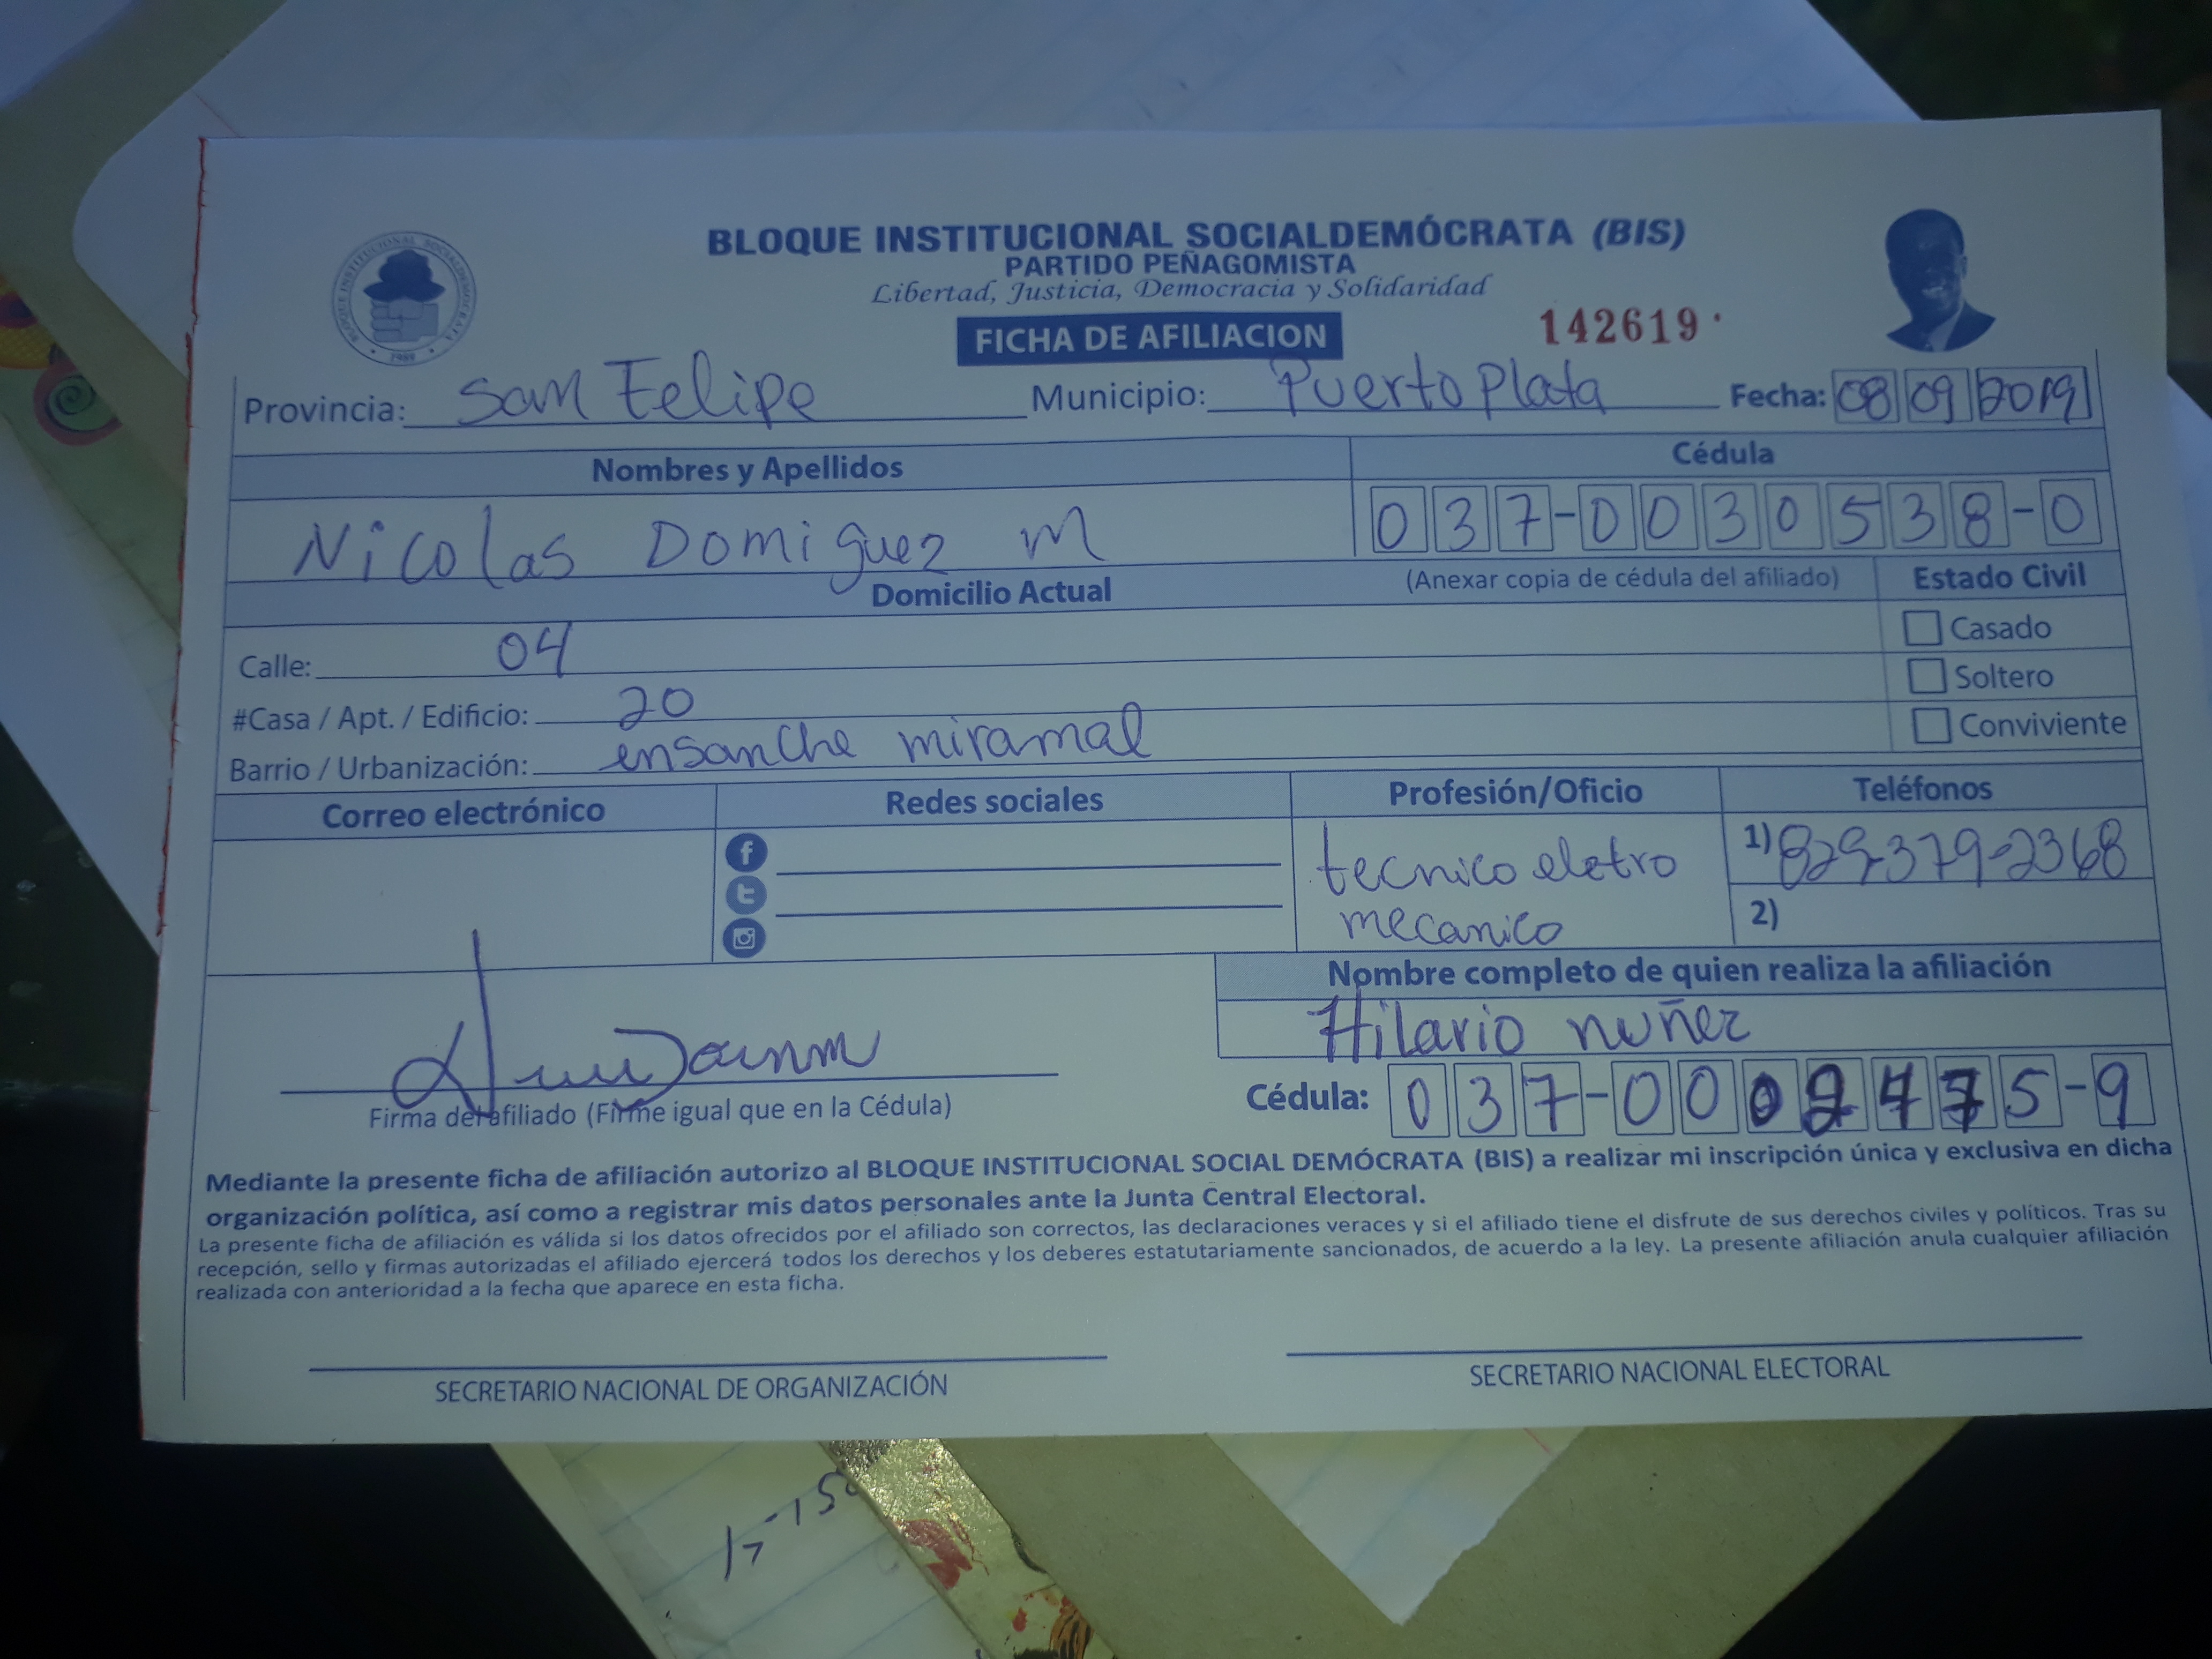 BLOQUE INSTITUCIONAL SOCIALDEMÓCRATA (BIS)
PARTIDO PEÑAGOMISTA
Libertad, Justicia, Democracia y Solidaridad
FICHA DE AFILIACION
142619
BLOQUE INSTITUCIONAL SOCIALDEMOCRATA
Provincia: San Felipe Municipio: Puerto Plata Fecha: 08 09 2019
Nombres y Apellidos Cédula
Nicolas Domiguez m 037-0030538-0
Domicilio Actual (Anexar copia de cédula del afiliado) Estado Civil
Calle: 04
Casado
#Casa / Apt. / Edificio: 20
Soltero
Barrio / Urbanización: ensanche miramal
Conviviente
Correo electrónico Redes sociales Profesión/Oficio Teléfonos
tecnico eletro
mecanico
1) 829-379-2368
2)
Nombre completo de quien realiza la afiliación
Hilario nuñez
Cédula: 037-0002475-9
Firma del afiliado (Firme igual que en la Cédula)
Mediante la presente ficha de afiliación autorizo al BLOQUE INSTITUCIONAL SOCIAL DEMÓCRATA (BIS) a realizar mi inscripción única y exclusiva en dicha
organización política, así como a registrar mis datos personales ante la Junta Central Electoral.
La presente ficha de afiliación es válida si los datos ofrecidos por el afiliado son correctos, las declaraciones veraces y si el afiliado tiene el disfrute de sus derechos civiles y políticos. Tras su
recepción, sello y firmas autorizadas el afiliado ejercerá todos los derechos y los deberes estatutariamente sancionados, de acuerdo a la ley. La presente afiliación anula cualquier afiliación
realizada con anterioridad a la fecha que aparece en esta ficha.
SECRETARIO NACIONAL DE ORGANIZACIÓN SECRETARIO NACIONAL ELECTORAL